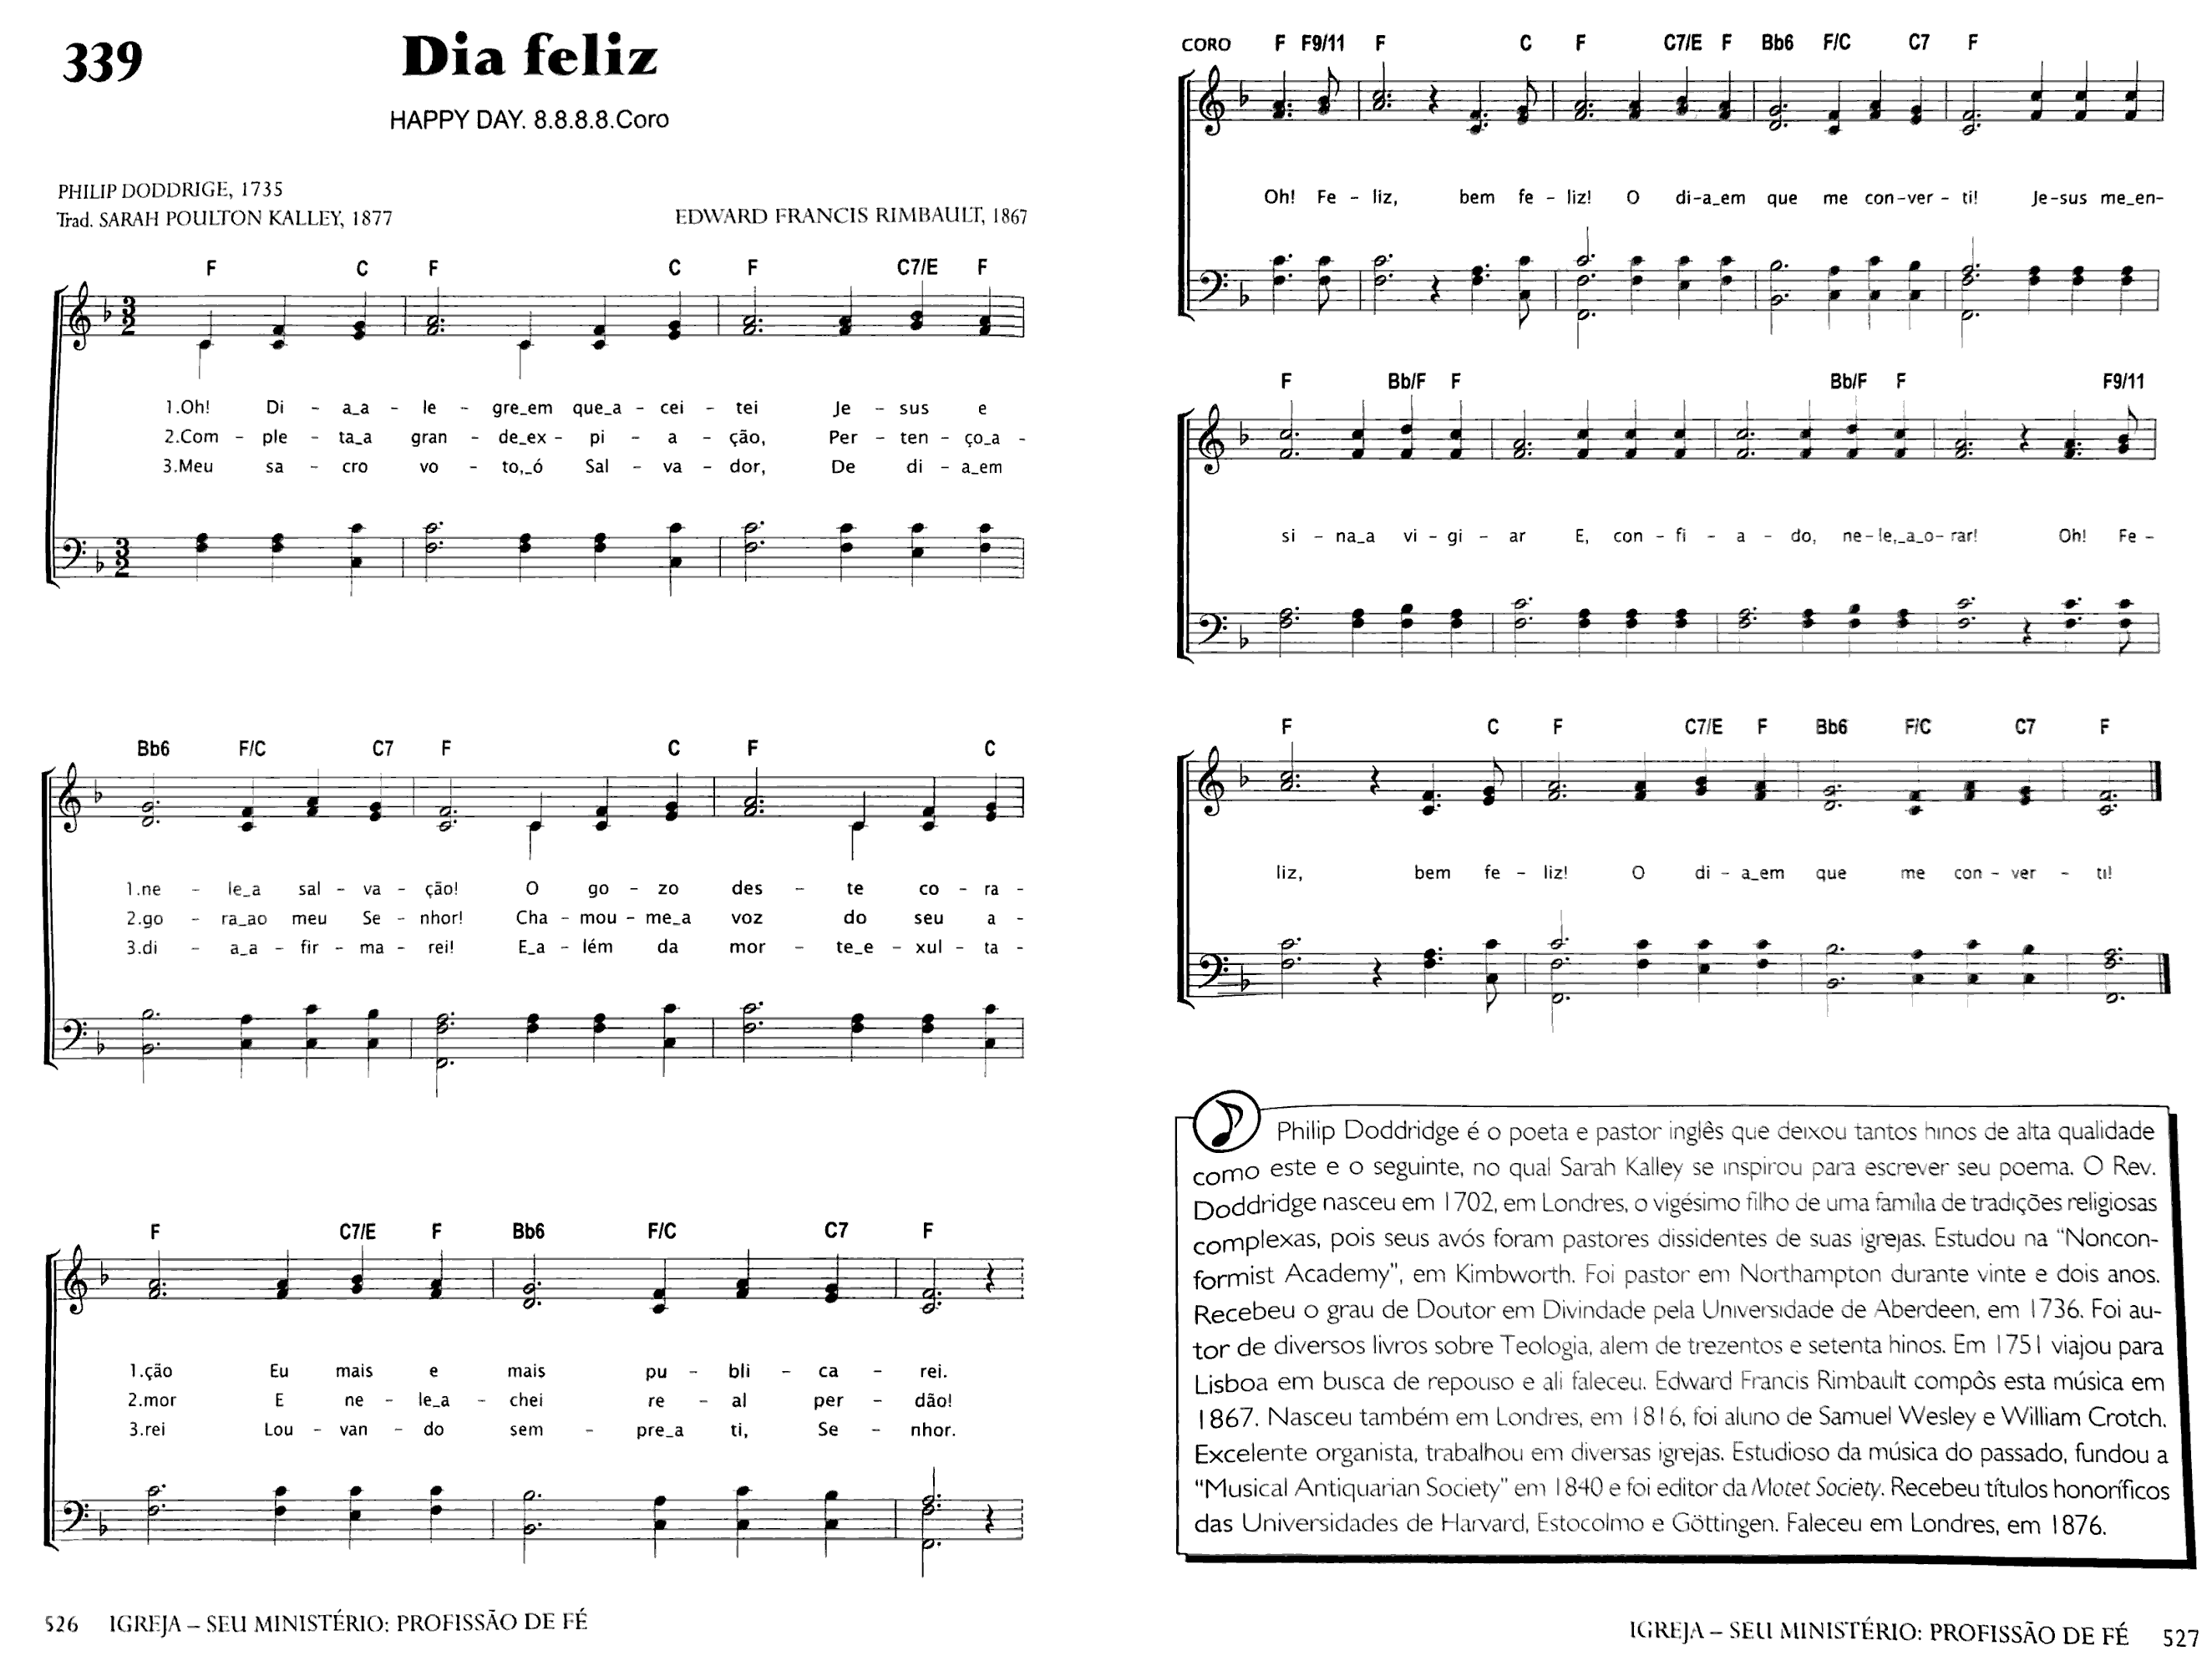 339
Dia feliz
HAPPY DAY. 8.8.8.8.Coro
PHILIP DODDRIGE, 1735
Trad. SARAH POULTON KALLEY, 1877
EDWARD FRANCIS RIMBAULT, 1867
F C F C F C7/E F
3 2
1.Oh! Di - a_a - le - gre_em que_a - cei - tei Je - sus e
2.Com - ple - ta_a gran - de_ex - pi - a - ção, Per - ten - ço_a -
3.Meu sa - cro vo - to,_ó Sal - va - dor, De di - a_em
3 2
Bb6 F/C C7 F C F C
1.ne - le_a sal - va - ção! O go - zo des - te co - ra -
2.go - ra_ao meu Se - nhor! Cha - mou - me_a voz do seu a -
3.di - a_a - fir - ma - rei! E_a - lém da mor - te_e - xul - ta -
F C7/E F Bb6 F/C C7 F
1.ção Eu mais e mais pu - bli - ca - rei.
2.mor E ne - le_a - chei re - al per - dão!
3.rei Lou - van - do sem - pre_a ti, Se - nhor.
526 IGREJA – SEU MINISTÉRIO: PROFISSÃO DE FÉ
CORO F F9/11 F C F C7/E F Bb6 F/C C7 F
Oh! Fe - liz, bem fe - liz! O di-a_em que me con-ver - ti! Je-sus me_en-
F Bb/F F Bb/F F F9/11
si - na_a vi - gi - ar E, con - fi - a - do, ne-le,_a_o-rar! Oh! Fe -
F C F C7/E F Bb6 F/C C7 F
liz, bem fe - liz! O di - a_em que me con - ver - ti!
Philip Doddridge é o poeta e pastor inglês que deixou tantos hinos de alta qualidade
como este e o seguinte, no qual Sarah Kalley se inspirou para escrever seu poema. O Rev.
Doddridge nasceu em 1702, em Londres, o vigésimo filho de uma família de tradições religiosas
complexas, pois seus avós foram pastores dissidentes de suas igrejas. Estudou na "Noncon-
formist Academy", em Kimbworth. Foi pastor em Northampton durante vinte e dois anos.
Recebeu o grau de Doutor em Divindade pela Universidade de Aberdeen, em 1736. Foi au-
tor de diversos livros sobre Teologia, alem de trezentos e setenta hinos. Em 1751 viajou para
Lisboa em busca de repouso e ali faleceu. Edward Francis Rimbault compôs esta música em
1867. Nasceu também em Londres, em 1816, foi aluno de Samuel Wesley e William Crotch.
Excelente organista, trabalhou em diversas igrejas. Estudioso da música do passado, fundou a
"Musical Antiquarian Society" em 1840 e foi editor da Motet Society. Recebeu títulos honoríficos
das Universidades de Harvard, Estocolmo e Göttingen. Faleceu em Londres, em 1876.
IGREJA – SEU MINISTÉRIO: PROFISSÃO DE FÉ 527